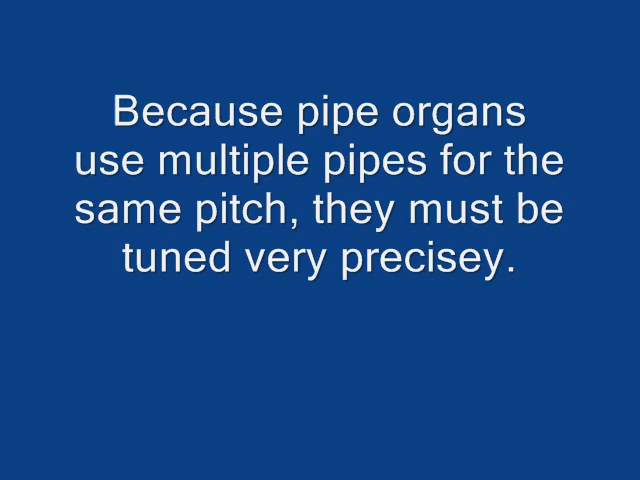 Because pipe organs
use multiple pipes for the
same pitch, they must be
tuned very precisey.